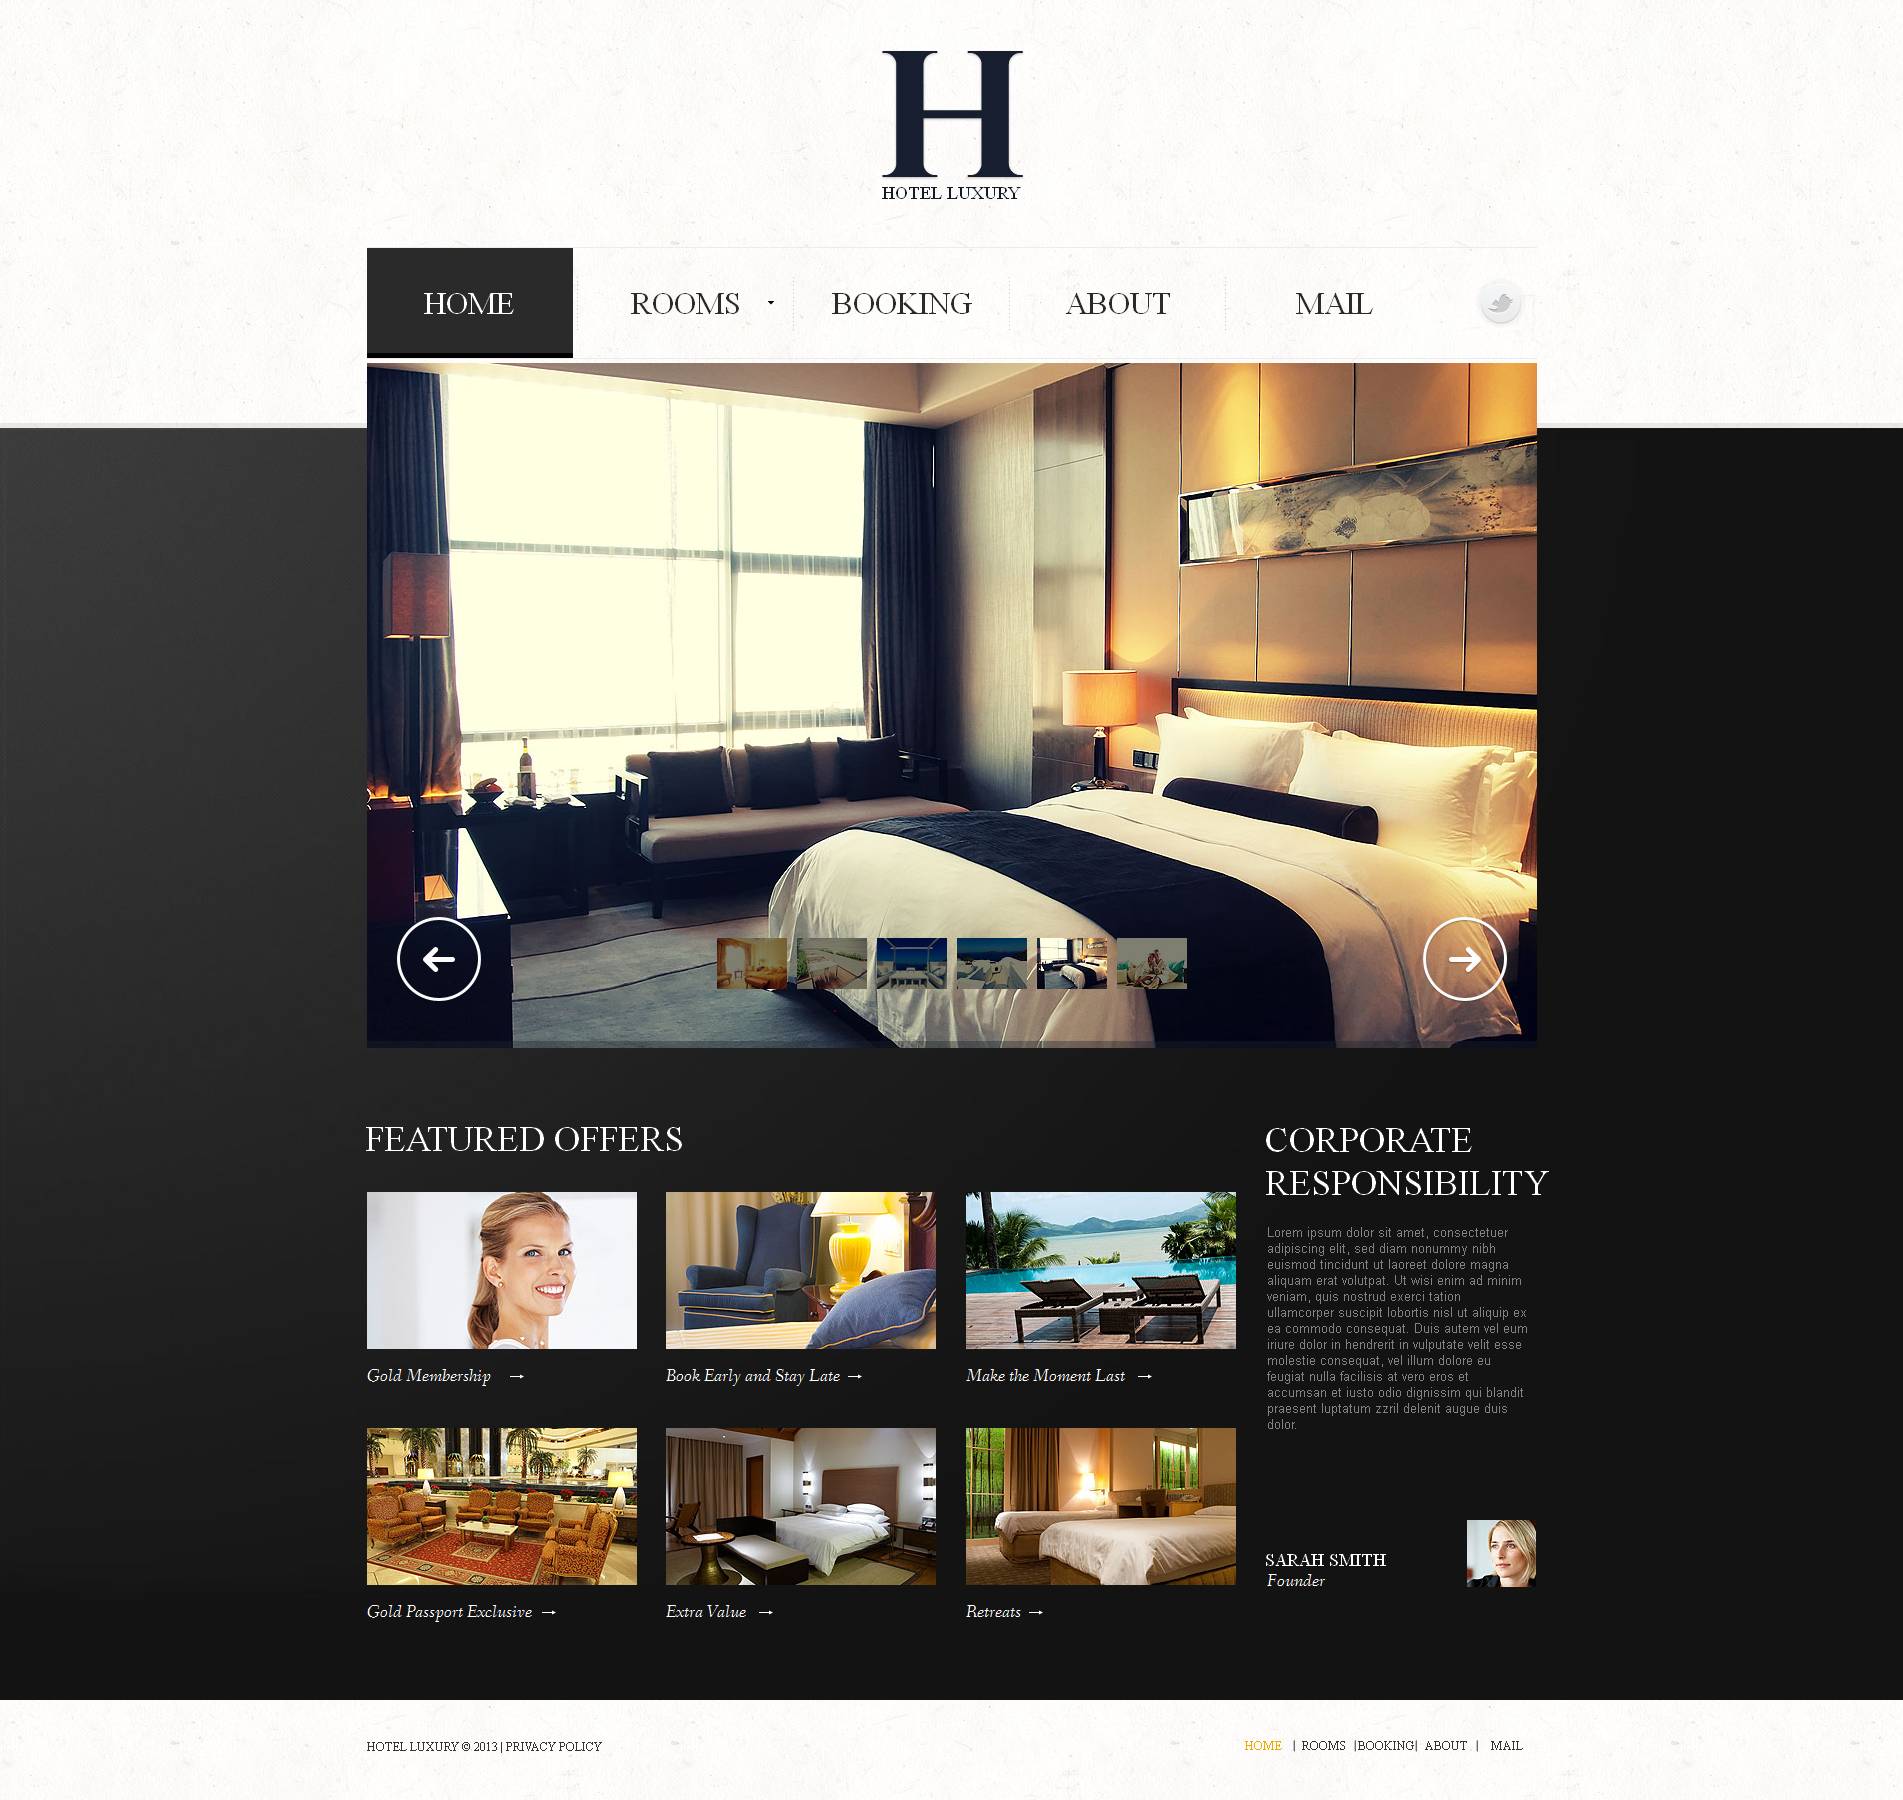 H
HOTEL LUXURY
HOME
ROOMS
BOOKING
ABOUT
MAIL
FEATURED OFFERS
Gold Membership →
Book Early and Stay Late →
Make the Moment Last →
Gold Passport Exclusive →
Extra Value →
Retreats →
CORPORATE
RESPONSIBILITY
Lorem ipsum dolor sit amet, consectetuer
adipiscing elit, sed diam nonummy nibh
euismod tincidunt ut laoreet dolore magna
aliquam erat volutpat. Ut wisi enim ad minim
veniam, quis nostrud exerci tation
ullamcorper suscipit lobortis nisl ut aliquip ex
ea commodo consequat. Duis autem vel eum
iriure dolor in hendrerit in vulputate velit esse
molestie consequat, vel illum dolore eu
feugiat nulla facilisis at vero eros et
accumsan et iusto odio dignissim qui blandit
praesent luptatum zzril delenit augue duis
dolor.
SARAH SMITH
Founder
HOTEL LUXURY © 2013 | PRIVACY POLICY
HOME | ROOMS |BOOKING| ABOUT | MAIL